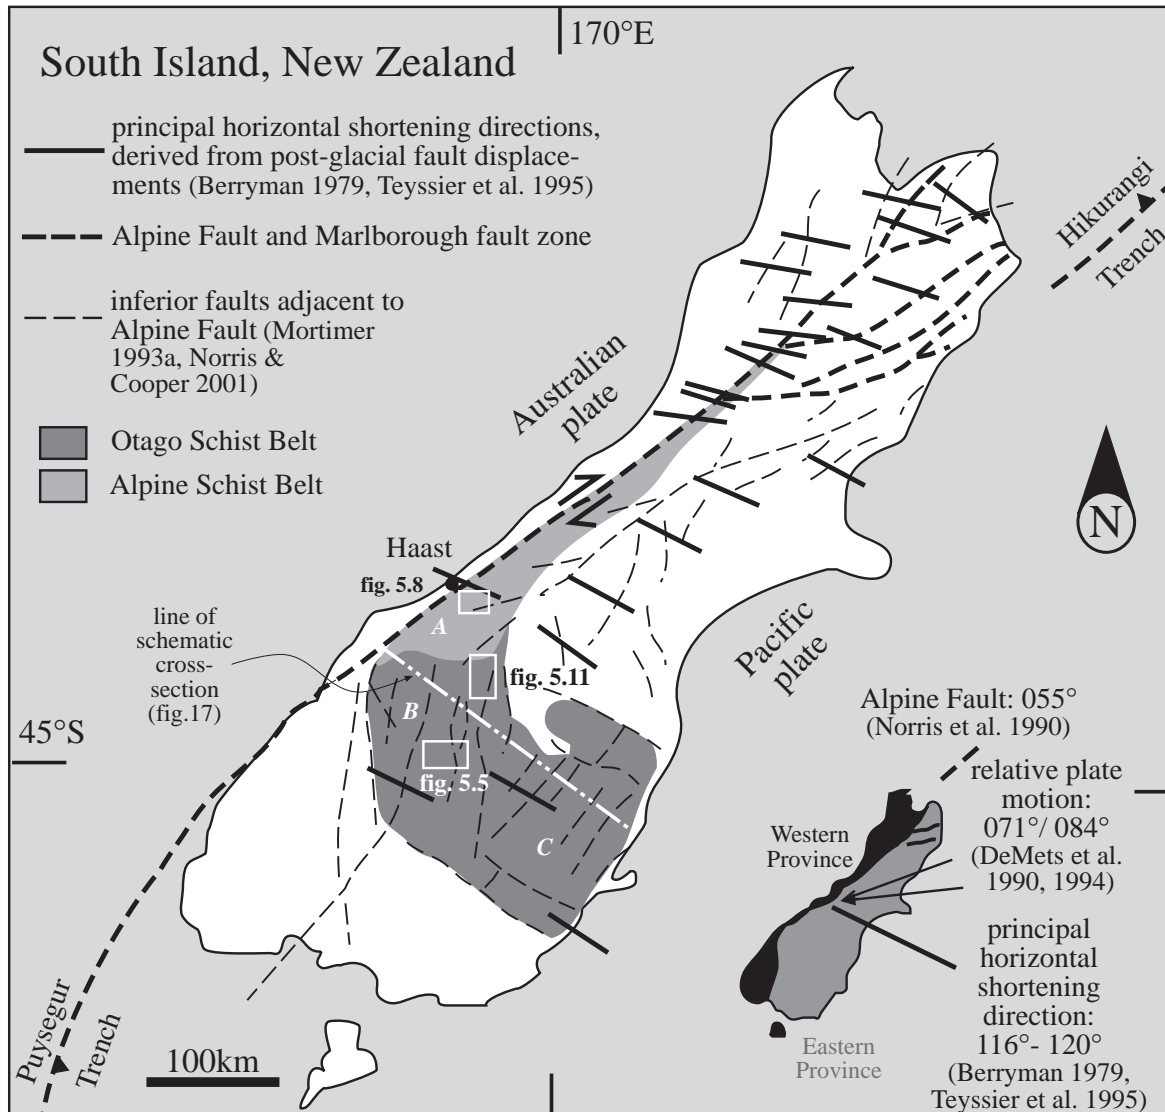 170°E
South Island, New Zealand
principal horizontal shortening directions,
derived from post-glacial fault displace-
ments (Berryman 1979, Teyssier et al. 1995)
Alpine Fault and Marlborough fault zone
inferior faults adjacent to
Alpine Fault (Mortimer
1993a, Norris &
Cooper 2001)
Otago Schist Belt
Alpine Schist Belt
Hikurangi
Trench
Australian
plate
N
Haast
fig. 5.8
A
line of
schematic
cross-
section
(fig.17)
fig. 5.11
B
Pacific
plate
45°S
fig. 5.5
C
Alpine Fault: 055°
(Norris et al. 1990)
relative plate
motion:
071°/ 084°
(DeMets et al.
1990, 1994)
Western
Province
principal
horizontal
shortening
direction:
116°- 120°
(Berryman 1979,
Teyssier et al. 1995)
Eastern
Province
Puysegur
Trench
100km